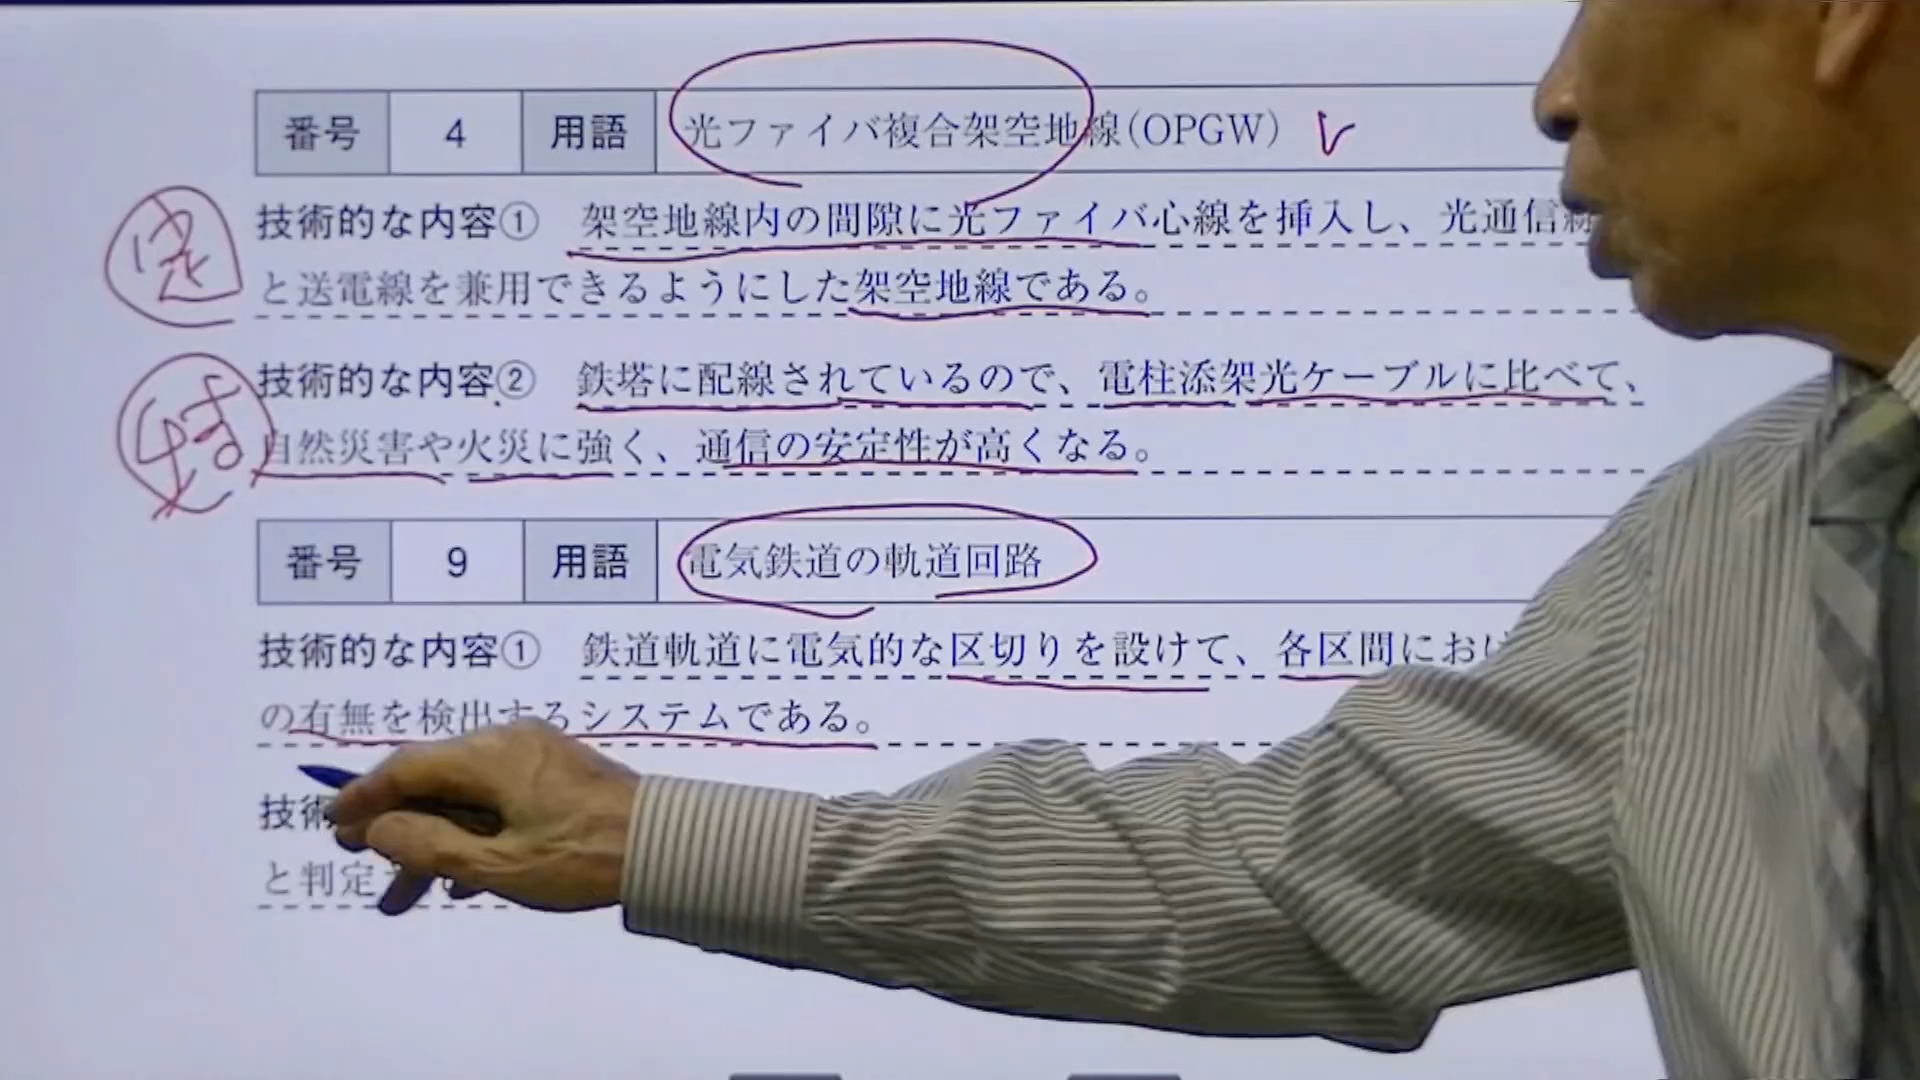 番号 4 用語 光ファイバ複合架空地線(OPGW)
技術的な内容① 架空地線内の間隙に光ファイバ心線を挿入し、光通信線
と送電線を兼用できるようにした架空地線である。
技術的な内容② 鉄塔に配線されているので、電柱添架光ケーブルに比べて、
特
自然災害や火災に強く、通信の安定性が高くなる。
番号 9 用語 電気鉄道の軌道回路
技術的な内容① 鉄道軌道に電気的な区切りを設けて、各区間におけ
の有無を検出するシステムである。
技術
と判定